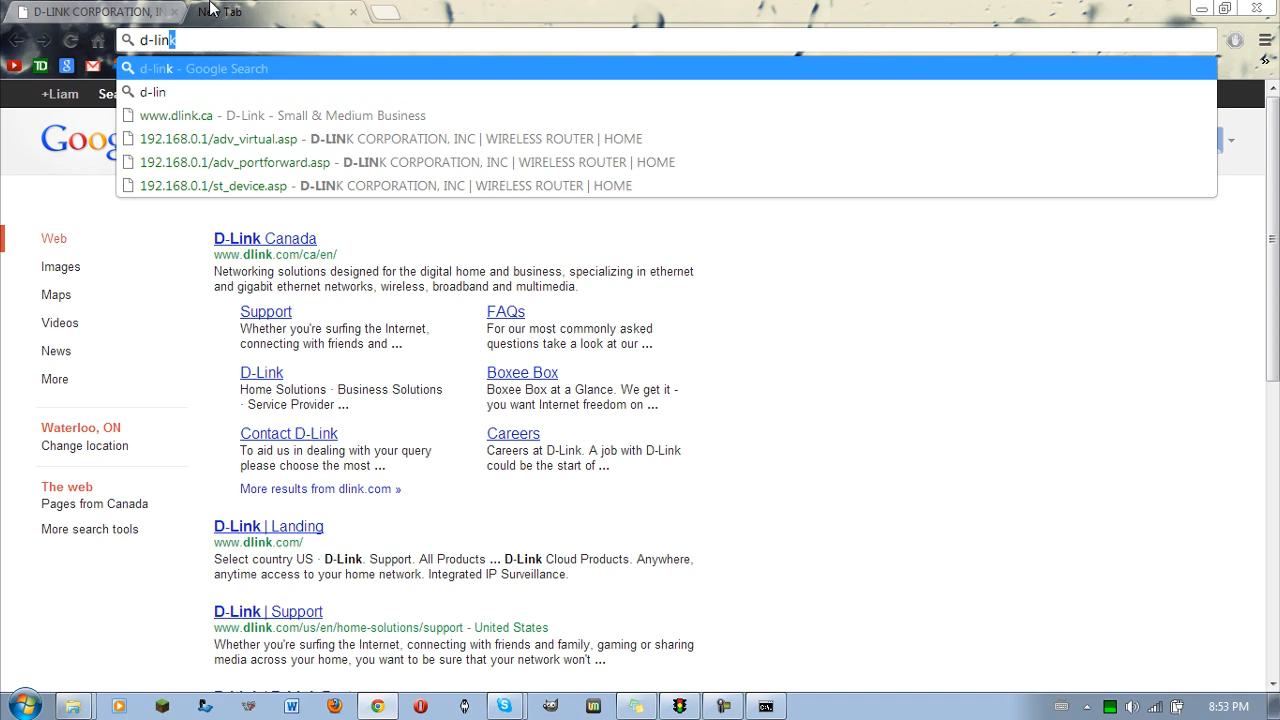 D-LINK CORPORATION, IN
New Tab
d-link
d-link - Google Search
d-lin
www.dlink.ca - D-Link - Small & Medium Business
192.168.0.1/adv_virtual.asp - D-LINK CORPORATION, INC | WIRELESS ROUTER | HOME
192.168.0.1/adv_portforward.asp - D-LINK CORPORATION, INC | WIRELESS ROUTER | HOME
192.168.0.1/st_device.asp - D-LINK CORPORATION, INC | WIRELESS ROUTER | HOME
TD
+Liam
Web
Images
Maps
Videos
News
More
Waterloo, ON
Change location
The web
Pages from Canada
More search tools
D-Link Canada
www.dlink.com/ca/en/
Networking solutions designed for the digital home and business, specializing in ethernet
and gigabit ethernet networks, wireless, broadband and multimedia.
Support
Whether you're surfing the Internet,
connecting with friends and ...
FAQs
For our most commonly asked
questions take a look at our ...
D-Link
Home Solutions · Business Solutions
· Service Provider ...
Boxee Box
Boxee Box at a Glance. We get it -
you want Internet freedom on ...
Contact D-Link
To aid us in dealing with your query
please choose the most ...
Careers
Careers at D-Link. A job with D-Link
could be the start of ...
More results from dlink.com »
D-Link | Landing
www.dlink.com/
Select country US · D-Link. Support. All Products ... D-Link Cloud Products. Anywhere,
anytime access to your home network. Integrated IP Surveillance.
D-Link | Support
www.dlink.com/us/en/home-solutions/support - United States
Whether you're surfing the Internet, connecting with friends and family, gaming or sharing
media across your home, you want to be sure that your network won't ...
8:53 PM